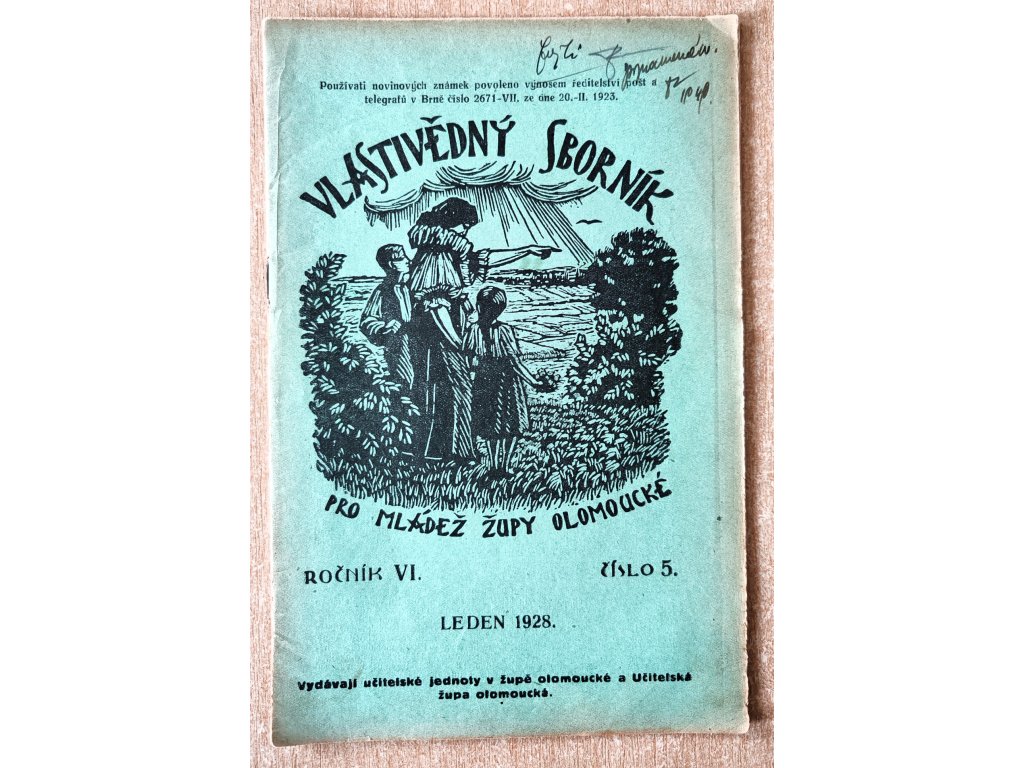 Používati novinových známek povoleno výnosem ředitelství pošt a
telegrafů v Brně číslo 2671-VII. ze dne 20.-II. 1923.
VLASTIVĚDNÝ SBORNÍK
PRO MLÁDEŽ ŽUPY OLOMOUCKÉ
ROČNÍK VI. ČÍSLO 5.
LEDEN 1928.
Vydávají učitelské jednoty v župě olomoucké a Učitelská
župa olomoucká.